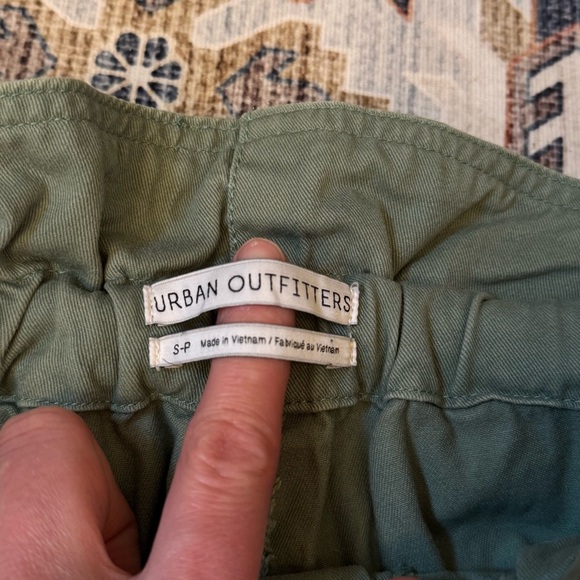 URBAN OUTFITTERS
S-P Made in Vietnam / Fabriqué au Vietnam